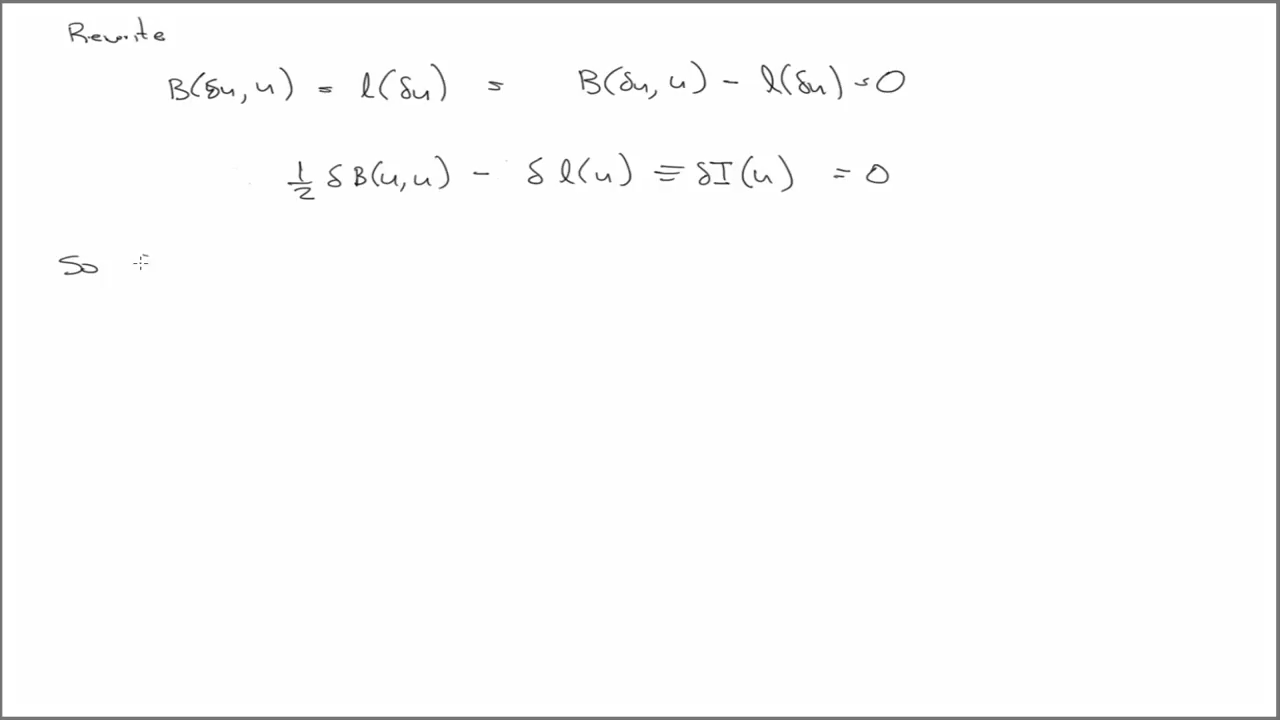 Rewrite
B(δu, u) = l(δu) = B(δu, u) - l(δu) = 0
1/2 δB(u, u) - δl(u) ≡ δI(u) = 0
So